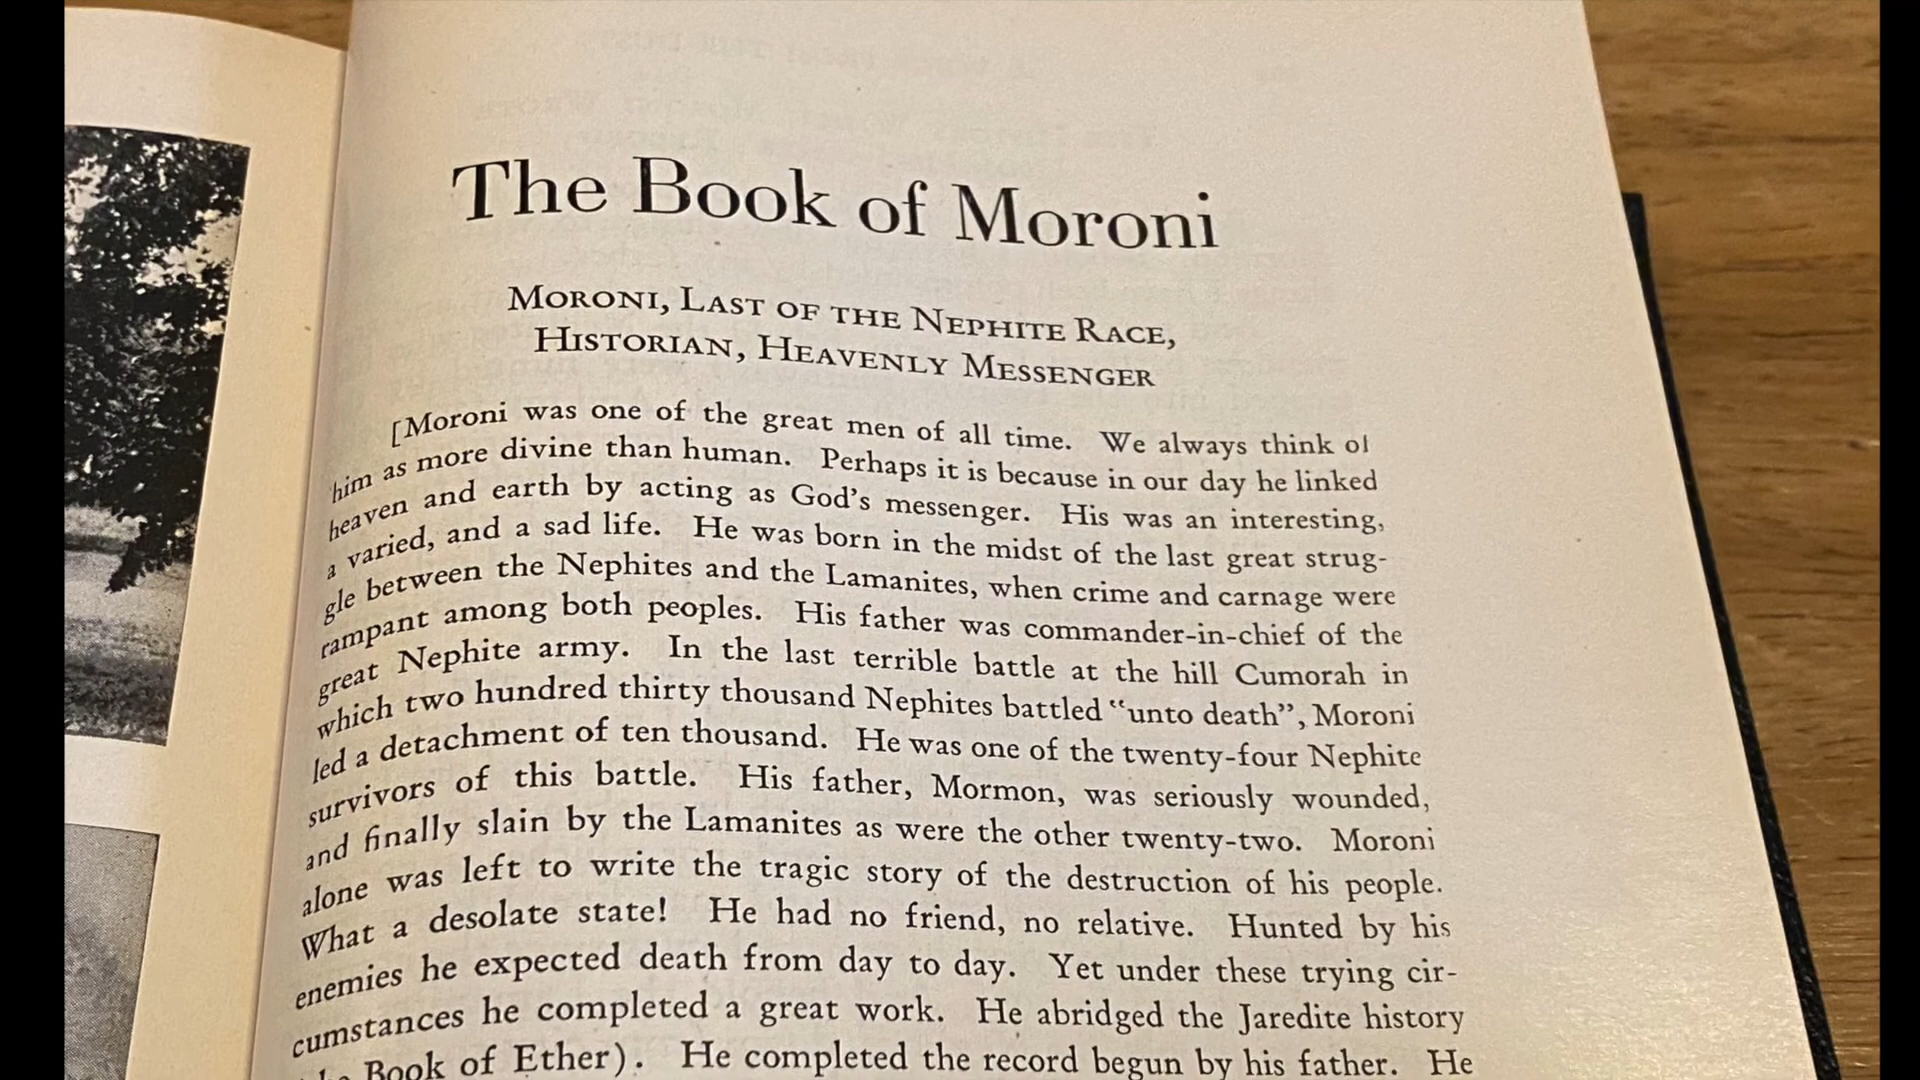 The Book of Moroni
MORONI, LAST OF THE NEPHITE RACE,
HISTORIAN, HEAVENLY MESSENGER
[Moroni was one of the great men of all time. We always think of
him as more divine than human. Perhaps it is because in our day he linked
heaven and earth by acting as God's messenger. His was an interesting,
a varied, and a sad life. He was born in the midst of the last great strug-
gle between the Nephites and the Lamanites, when crime and carnage were
rampant among both peoples. His father was commander-in-chief of the
great Nephite army. In the last terrible battle at the hill Cumorah in
which two hundred thirty thousand Nephites battled "unto death", Moroni
led a detachment of ten thousand. He was one of the twenty-four Nephite
survivors of this battle. His father, Mormon, was seriously wounded,
and finally slain by the Lamanites as were the other twenty-two. Moroni
alone was left to write the tragic story of the destruction of his people.
What a desolate state! He had no friend, no relative. Hunted by his
enemies he expected death from day to day. Yet under these trying cir-
cumstances he completed a great work. He abridged the Jaredite history
Book of Ether). He completed the record begun by his father. He